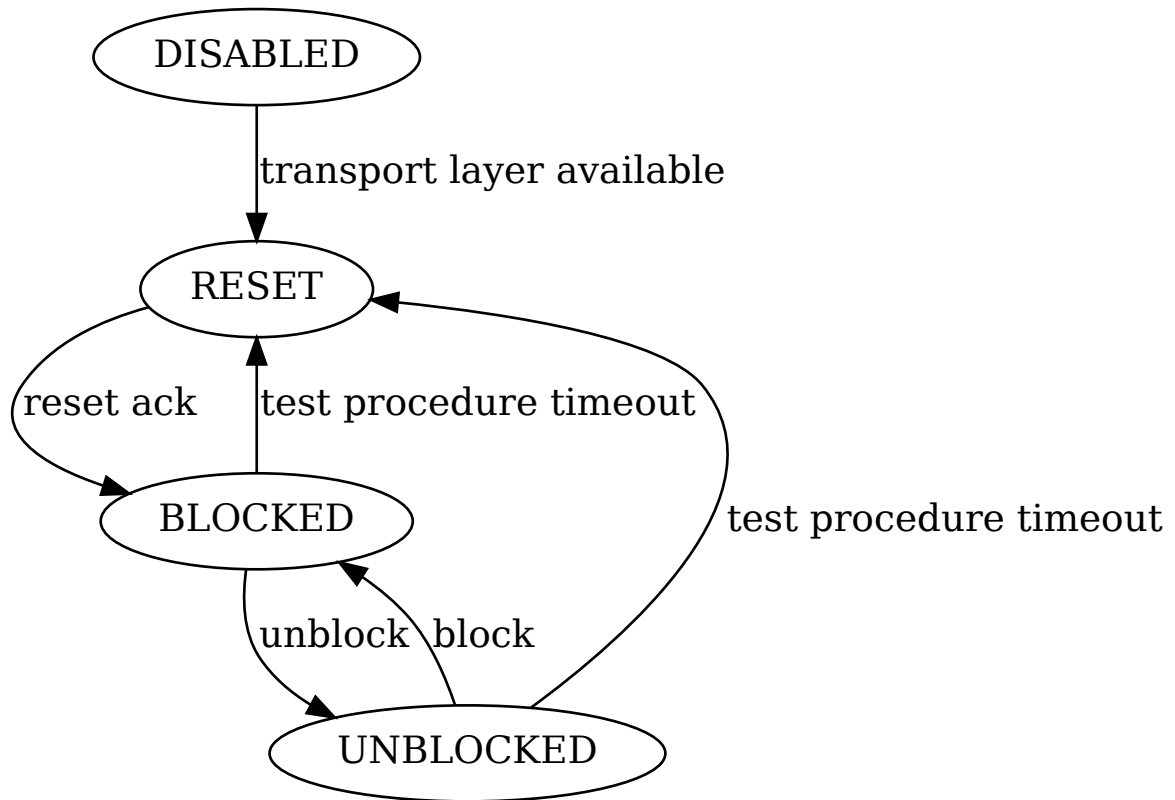 DISABLED
transport layer available
RESET
reset ack
test procedure timeout
BLOCKED
test procedure timeout
unblock
block
UNBLOCKED